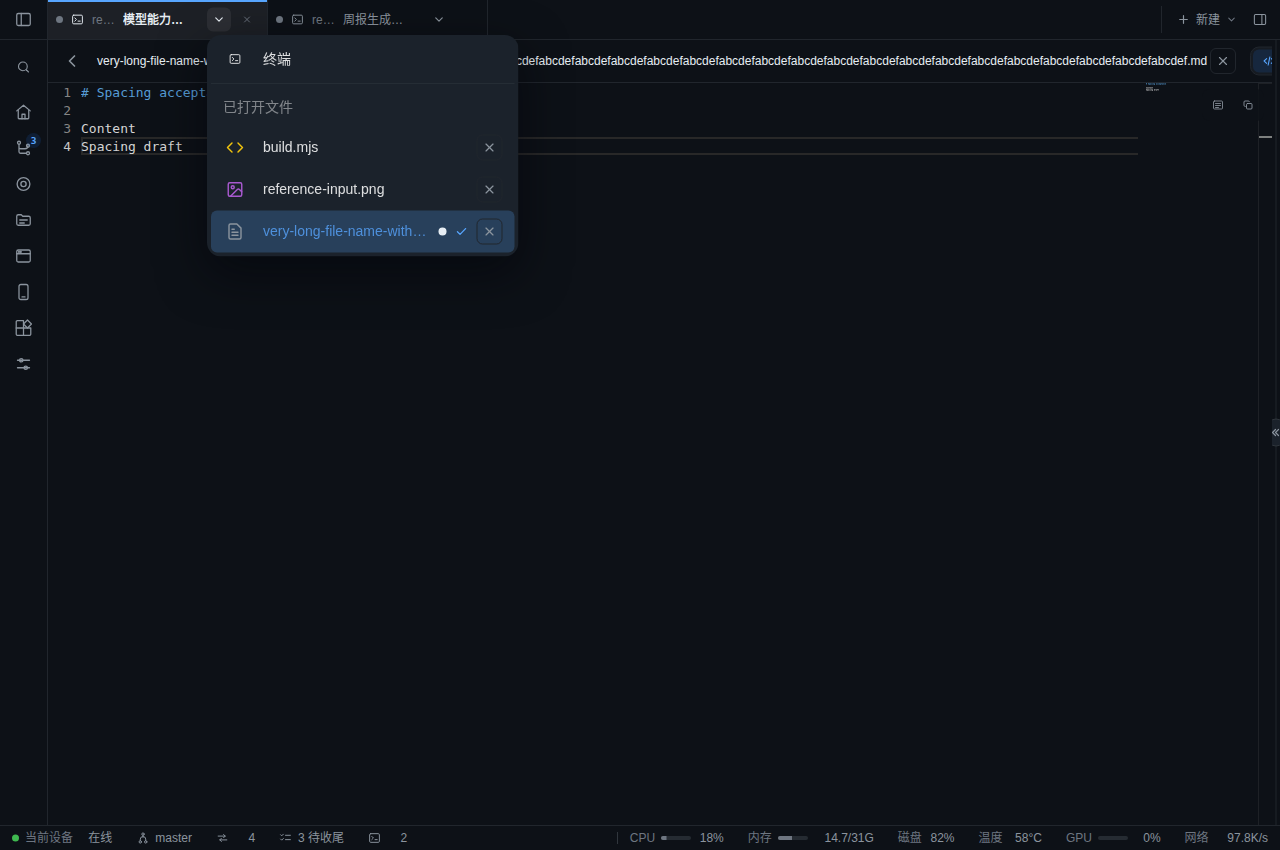 re… 模型能力… re… 周报生成… 新建
very-long-file-name-w cdefabcdefabcdefabcdefabcdefabcdefabcdefabcdefabcdefabcdefabcdefabcdefabcdefabcdefabcdefabcdefabcdefabcdefabcdef.md
终端
1 # Spacing accept
已打开文件
2
3 Content
4 Spacing draft
build.mjs
3
reference-input.png
very-long-file-name-with…
当前设备 在线 master 4 3 待收尾 2 CPU 18% 内存 14.7/31G 磁盘 82% 温度 58°C GPU 0% 网络 97.8K/s